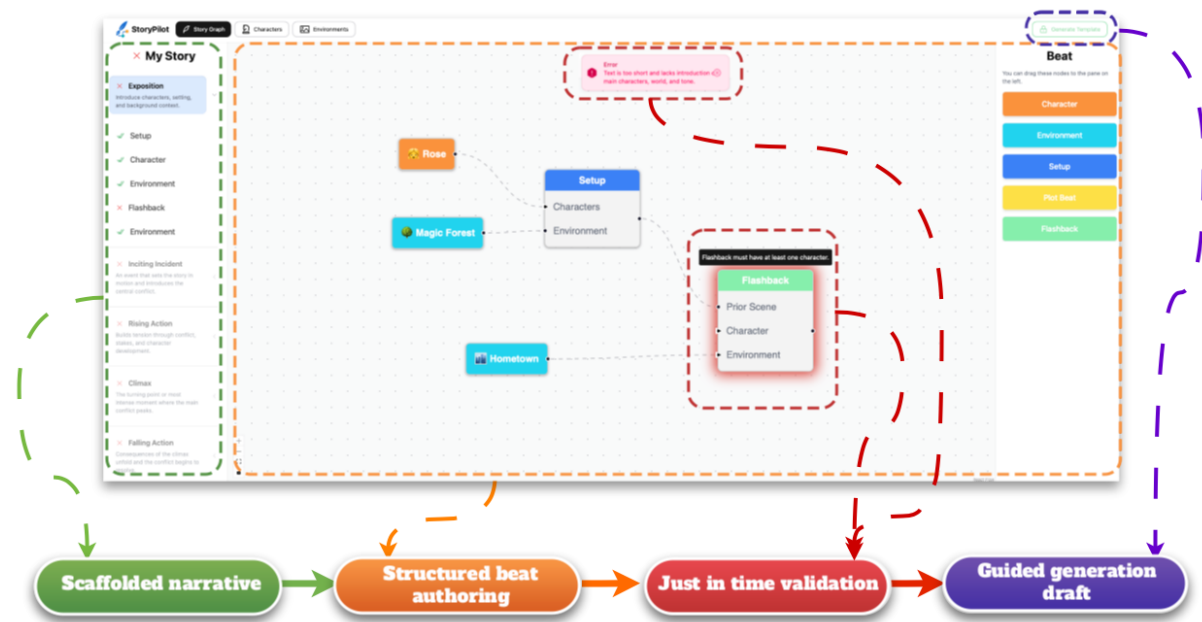 StoryPilot
Story Graph
Characters
Environments
Generate Template
My Story
Exposition
Introduce characters, setting,
and background context.
Setup
Character
Environment
Flashback
Environment
Inciting Incident
An event that sets the story in
motion and introduces the
central conflict.
Rising Action
Builds tension through conflict,
stakes, and character
development.
Climax
The turning point or most
intense moment where the main
conflict peaks.
Falling Action
Consequences of the climax
unfold and the conflict begins to
Error
Text is too short and lacks introduction
main characters, world, and tone.
Rose
Magic Forest
Setup
Characters
Environment
Hometown
Flashback must have at least one character.
Flashback
Prior Scene
Character
Environment
Beat
You can drag these nodes to the pane on
the left.
Character
Environment
Setup
Plot Beat
Flashback
Scaffolded narrative
Structured beat
authoring
Just in time validation
Guided generation
draft